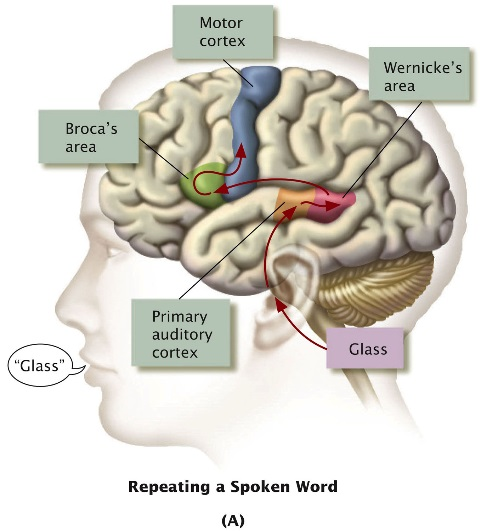 Motor
cortex
Wernicke's
area
Broca's
area
Primary
auditory
cortex
Glass
"Glass"
Repeating a Spoken Word
(A)